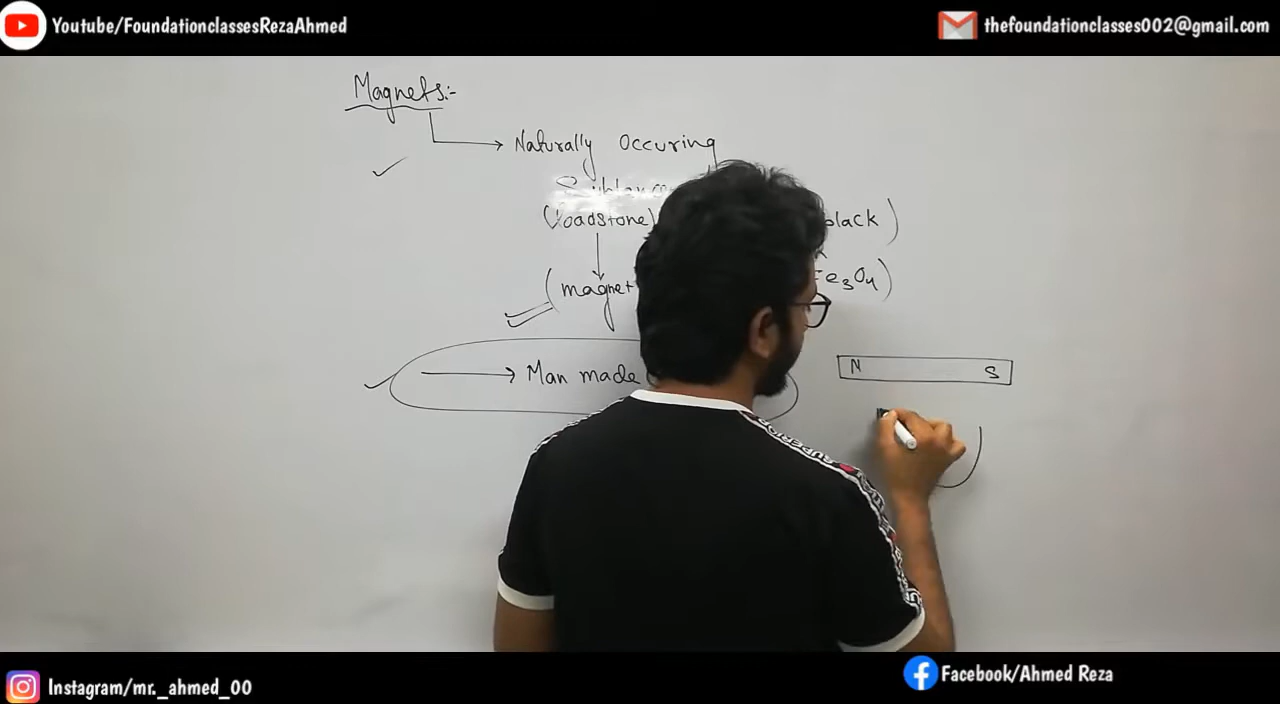 Youtube/FoundationclassesRezaAhmed
thefoundationclasses002@gmail.com
Magnets:-
Naturally Occuring
(Loadstone) black)
Fe3O4)
Man made
N S
Instagram/mr._ahmed_00
Facebook/Ahmed Reza